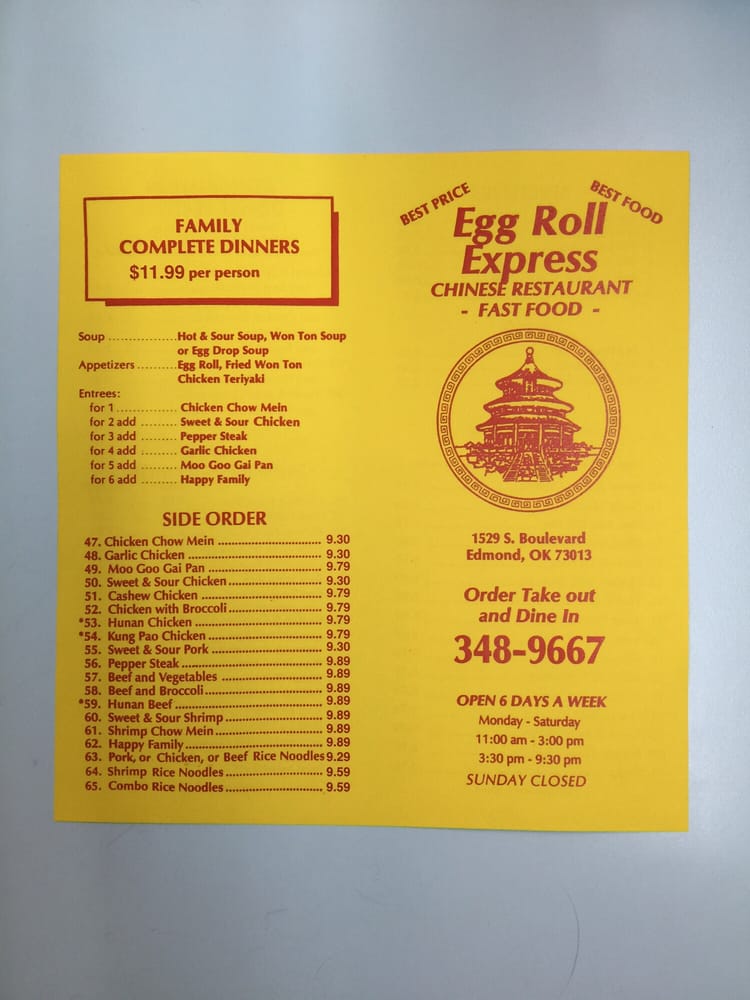 FAMILY
COMPLETE DINNERS
$11.99 per person
Soup ..................Hot & Sour Soup, Won Ton Soup
or Egg Drop Soup
Appetizers ..........Egg Roll, Fried Won Ton
Chicken Teriyaki
Entrees:
for 1 ................ Chicken Chow Mein
for 2 add ......... Sweet & Sour Chicken
for 3 add ......... Pepper Steak
for 4 add ......... Garlic Chicken
for 5 add ......... Moo Goo Gai Pan
for 6 add ......... Happy Family
SIDE ORDER
47. Chicken Chow Mein ............................ 9.30
48. Garlic Chicken .................................... 9.30
49. Moo Goo Gai Pan .............................. 9.79
50. Sweet & Sour Chicken......................... 9.30
51. Cashew Chicken ................................. 9.79
52. Chicken with Broccoli......................... 9.79
*53. Hunan Chicken .................................. 9.79
*54. Kung Pao Chicken.............................. 9.79
55. Sweet & Sour Pork ............................. 9.30
56. Pepper Steak...................................... 9.89
57. Beef and Vegetables ........................... 9.89
58. Beef and Broccoli............................... 9.89
*59. Hunan Beef........................................ 9.89
60. Sweet & Sour Shrimp.......................... 9.89
61. Shrimp Chow Mein............................ 9.89
62. Happy Family..................................... 9.89
63. Pork, or Chicken, or Beef Rice Noodles 9.29
64. Shrimp Rice Noodles.......................... 9.59
65. Combo Rice Noodles.......................... 9.59
BEST PRICE
BEST FOOD
Egg Roll
Express
CHINESE RESTAURANT
- FAST FOOD -
1529 S. Boulevard
Edmond, OK 73013
Order Take out
and Dine In
348-9667
OPEN 6 DAYS A WEEK
Monday - Saturday
11:00 am - 3:00 pm
3:30 pm - 9:30 pm
SUNDAY CLOSED